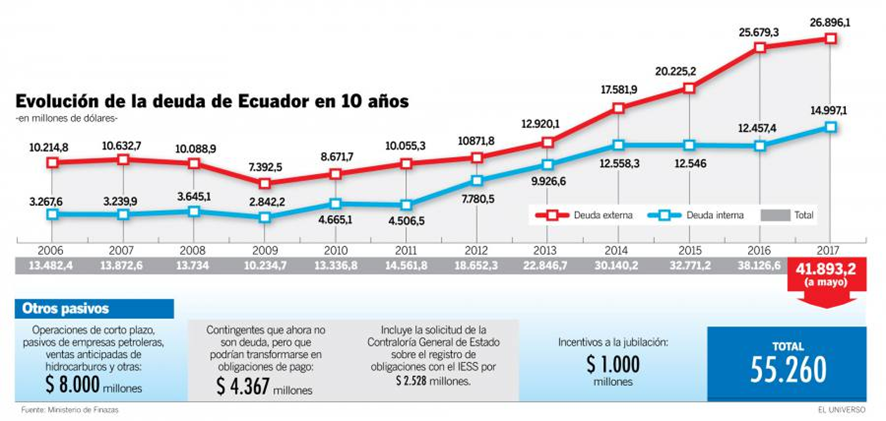 Evolución de la deuda de Ecuador en 10 años
-en millones de dólares-
10.214,8 10.632,7 10.088,9 7.392,5 8.671,7 10.055,3 10871,8 12.920,1 17.581,9 20.225,2 25.679,3 26.896,1
3.267,6 3.239,9 3.645,1 2.842,2 4.665,1 4.506,5 7.780,5 9.926,6 12.558,3 12.546 12.457,4 14.997,1
Deuda externa Deuda interna Total
2006 2007 2008 2009 2010 2011 2012 2013 2014 2015 2016 2017
13.482,4 13.872,6 13.734 10.234,7 13.336,8 14.561,8 18.652,3 22.846,7 30.140,2 32.771,2 38.126,6 41.893,2
(a mayo)
Otros pasivos
Operaciones de corto plazo,
pasivos de empresas petroleras,
ventas anticipadas de
hidrocarburos y otras:
$ 8.000 millones
Contingentes que ahora no
son deuda, pero que
podrían transformarse en
obligaciones de pago:
$ 4.367 millones
Incluye la solicitud de la
Contraloría General de Estado
sobre el registro de
obligaciones con el IESS por
$ 2.528 millones.
Incentivos a la jubilación:
$ 1.000
millones
TOTAL
55.260
Fuente: Ministerio de Finazas
EL UNIVERSO